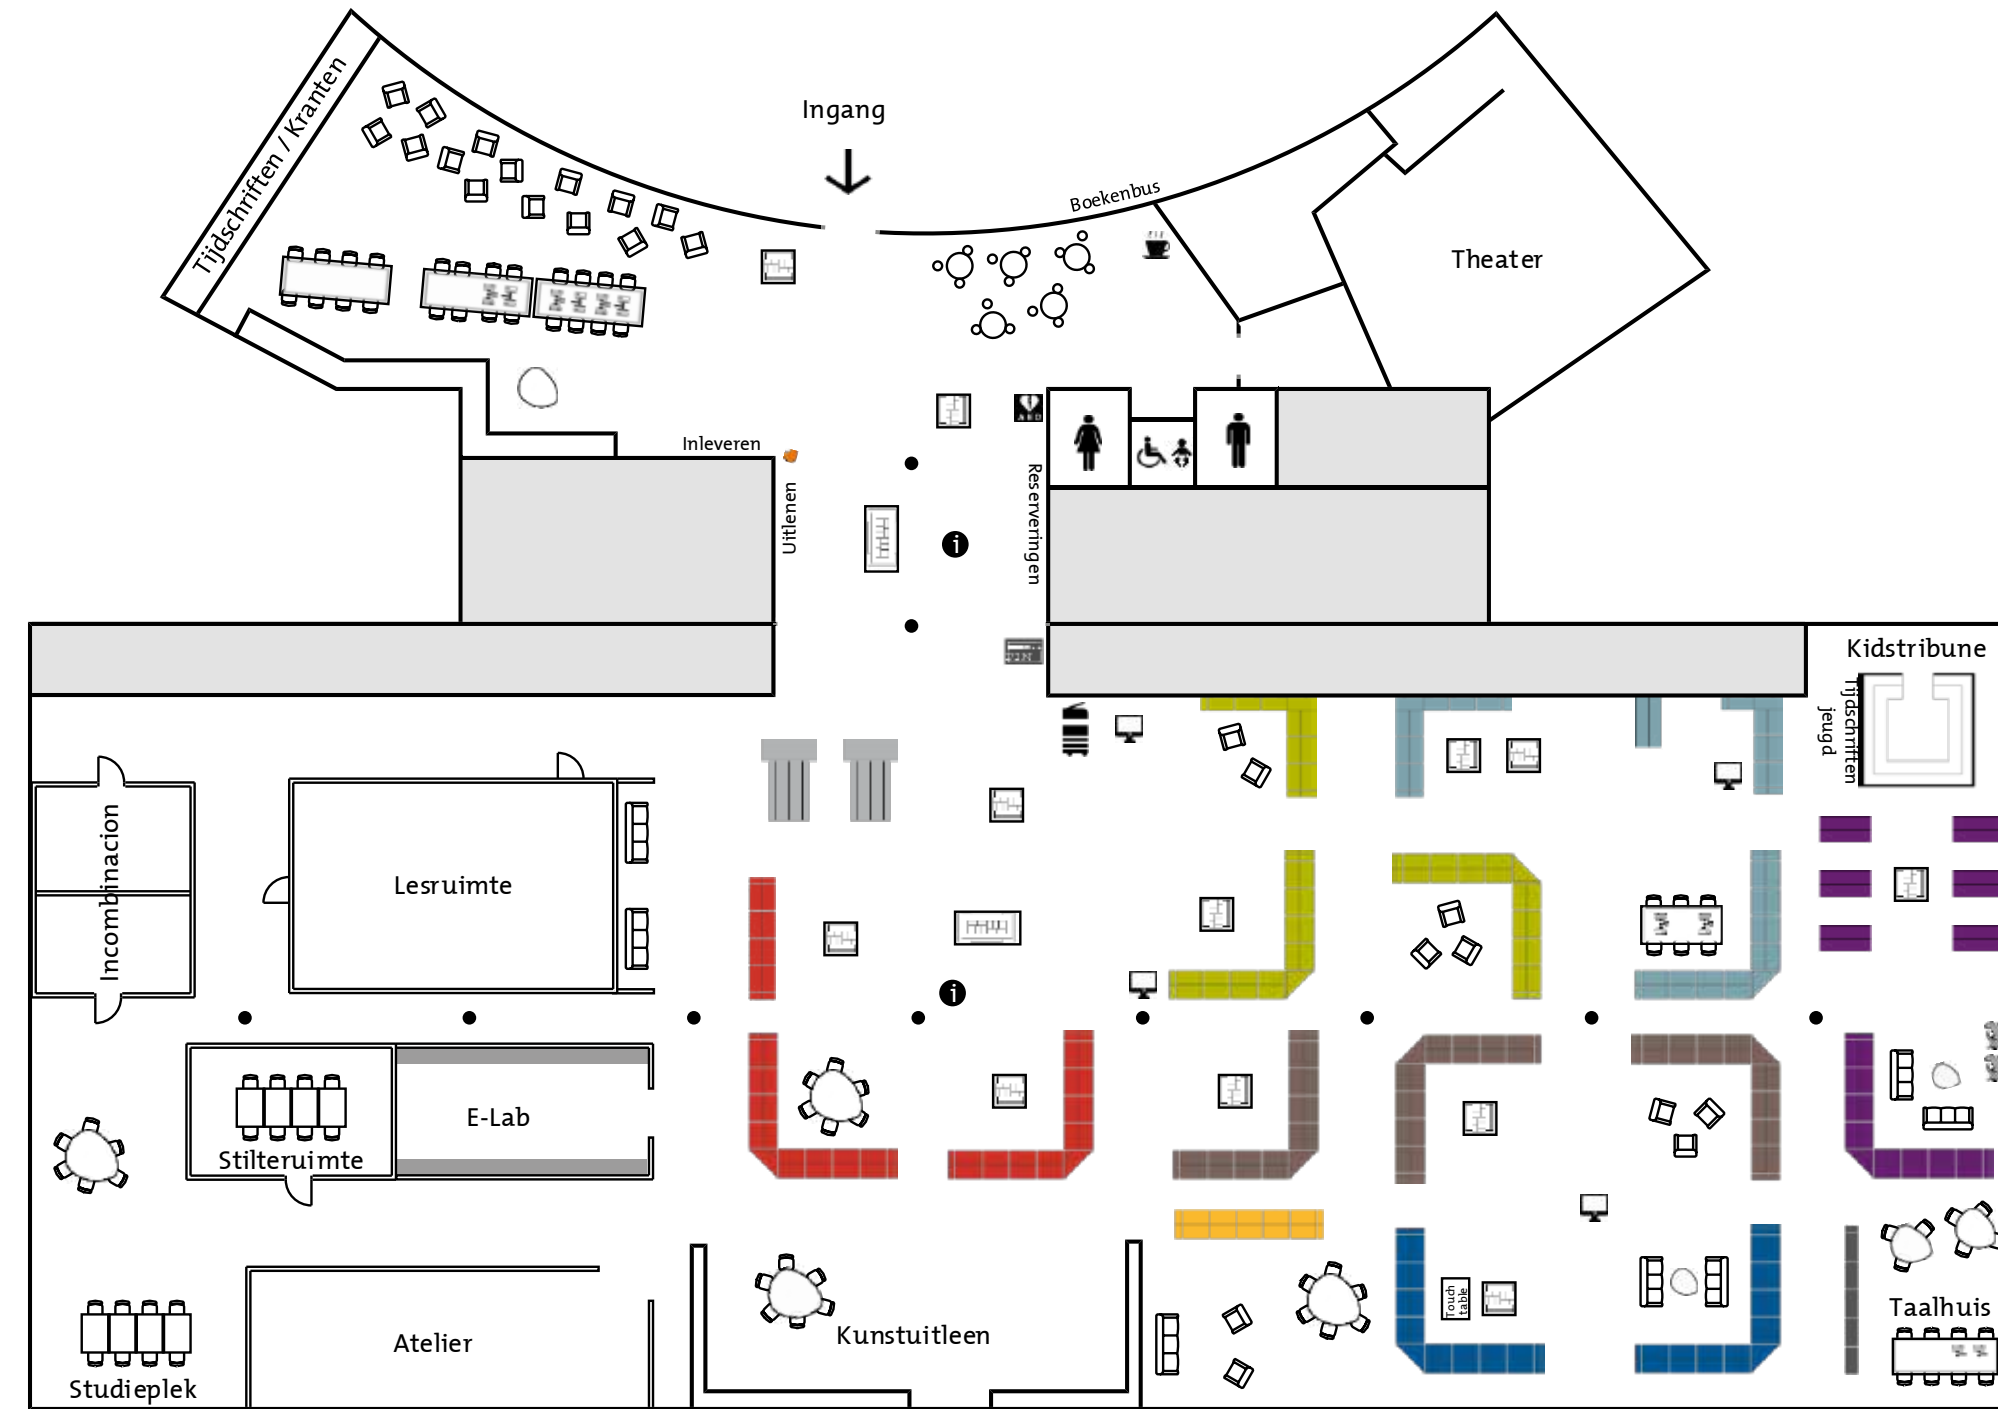 Tijdschriften / Kranten
Ingang
Boekenbus
Theater
Inleveren
Uitlenen
AED
Reserveringen
i
Kidstribune
Tijdschriften
jeugd
Incombinacion
Lesruimte
i
E-Lab
Stilteruimte
Touch
table
Taalhuis
Kunstuitleen
Atelier
Studieplek